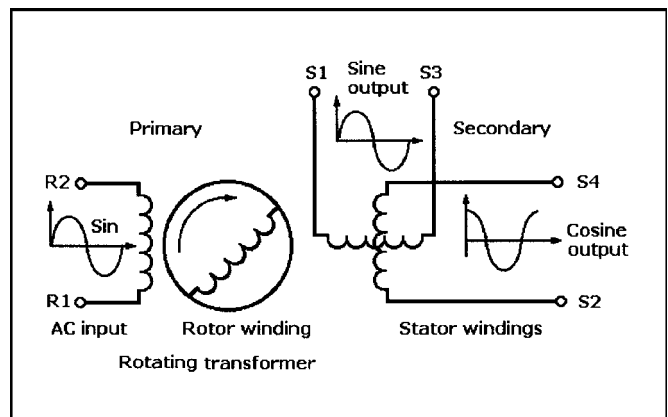 S1
Sine
output
S3
Primary
Secondary
R2
Sin
S4
Cosine
output
R1
S2
AC input
Rotor winding
Stator windings
Rotating transformer